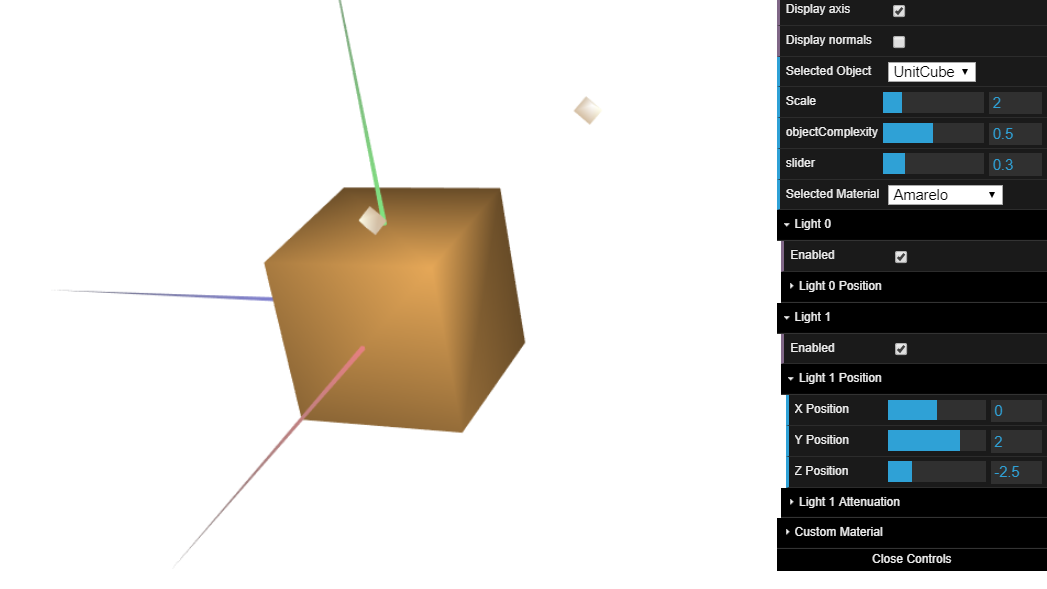 Display axis
Display normals
Selected Object UnitCube
Scale 2
objectComplexity 0.5
slider 0.3
Selected Material Amarelo
Light 0
Enabled
Light 0 Position
Light 1
Enabled
Light 1 Position
X Position 0
Y Position 2
Z Position -2.5
Light 1 Attenuation
Custom Material
Close Controls